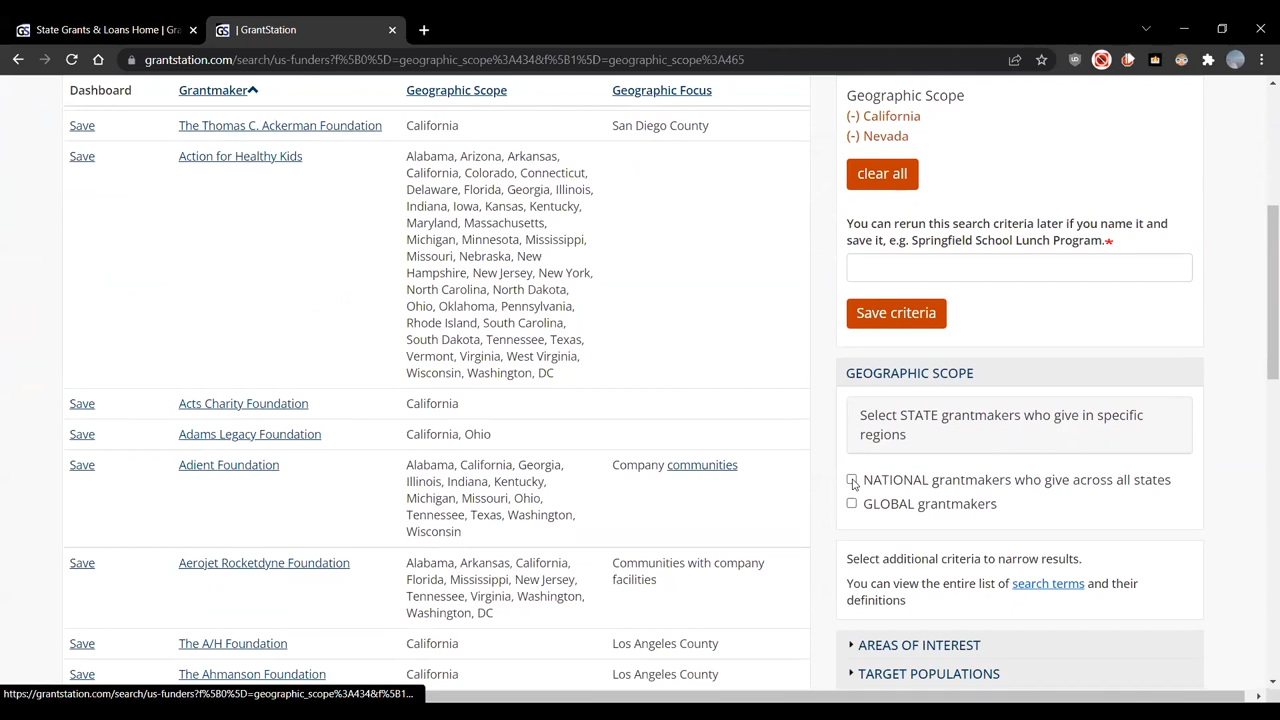 State Grants & Loans Home | Gra
| GrantStation
grantstation.com/search/us-funders?f%5B0%5D=geographic_scope%3A434&f%5B1%5D=geographic_scope%3A465
Dashboard Grantmaker Geographic Scope Geographic Focus
Save The Thomas C. Ackerman Foundation California San Diego County
Save Action for Healthy Kids Alabama, Arizona, Arkansas,
California, Colorado, Connecticut,
Delaware, Florida, Georgia, Illinois,
Indiana, Iowa, Kansas, Kentucky,
Maryland, Massachusetts,
Michigan, Minnesota, Mississippi,
Missouri, Nebraska, New
Hampshire, New Jersey, New York,
North Carolina, North Dakota,
Ohio, Oklahoma, Pennsylvania,
Rhode Island, South Carolina,
South Dakota, Tennessee, Texas,
Vermont, Virginia, West Virginia,
Wisconsin, Washington, DC
Save Acts Charity Foundation California
Save Adams Legacy Foundation California, Ohio
Save Adient Foundation Alabama, California, Georgia, Company communities
Illinois, Indiana, Kentucky,
Michigan, Missouri, Ohio,
Tennessee, Texas, Washington,
Wisconsin
Save Aerojet Rocketdyne Foundation Alabama, Arkansas, California, Communities with company
Florida, Mississippi, New Jersey, facilities
Tennessee, Virginia, Washington,
Washington, DC
Save The A/H Foundation California Los Angeles County
Save The Ahmanson Foundation California Los Angeles County
Geographic Scope
(-) California
(-) Nevada
clear all
You can rerun this search criteria later if you name it and
save it, e.g. Springfield School Lunch Program.*
Save criteria
GEOGRAPHIC SCOPE
Select STATE grantmakers who give in specific
regions
NATIONAL grantmakers who give across all states
GLOBAL grantmakers
Select additional criteria to narrow results.
You can view the entire list of search terms and their
definitions
AREAS OF INTEREST
TARGET POPULATIONS
https://grantstation.com/search/us-funders?f%5B0%5D=geographic_scope%3A434&f%5B1...